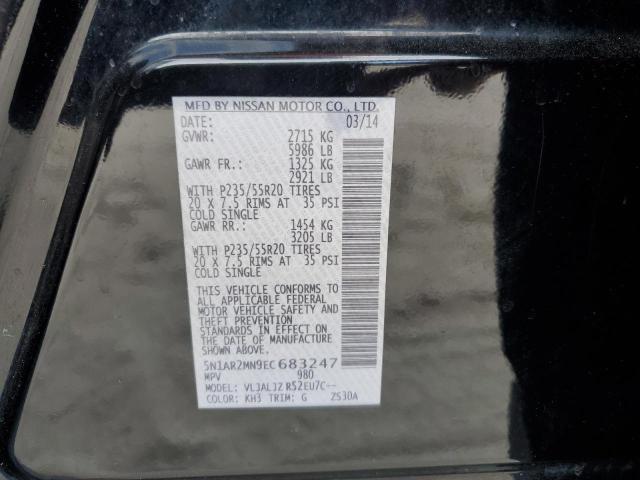 MFD BY NISSAN MOTOR CO., LTD.
DATE: 03/14
GVWR: 2715 KG
5986 LB
GAWR FR.: 1325 KG
2921 LB
WITH P235/55R20 TIRES
20 X 7.5 RIMS AT 35 PSI
COLD SINGLE
GAWR RR.: 1454 KG
3205 LB
WITH P235/55R20 TIRES
20 X 7.5 RIMS AT 35 PSI
COLD SINGLE
THIS VEHICLE CONFORMS TO
ALL APPLICABLE FEDERAL
MOTOR VEHICLE SAFETY AND
THEFT PREVENTION
STANDARDS IN EFFECT ON THE
DATE OF MANUFACTURE
SHOWN ABOVE.
5N1AR2MN9EC683247
MPV 980
MODEL: VLJALJZ R52EU7C--
COLOR: KH3 TRIM: G ZS30A